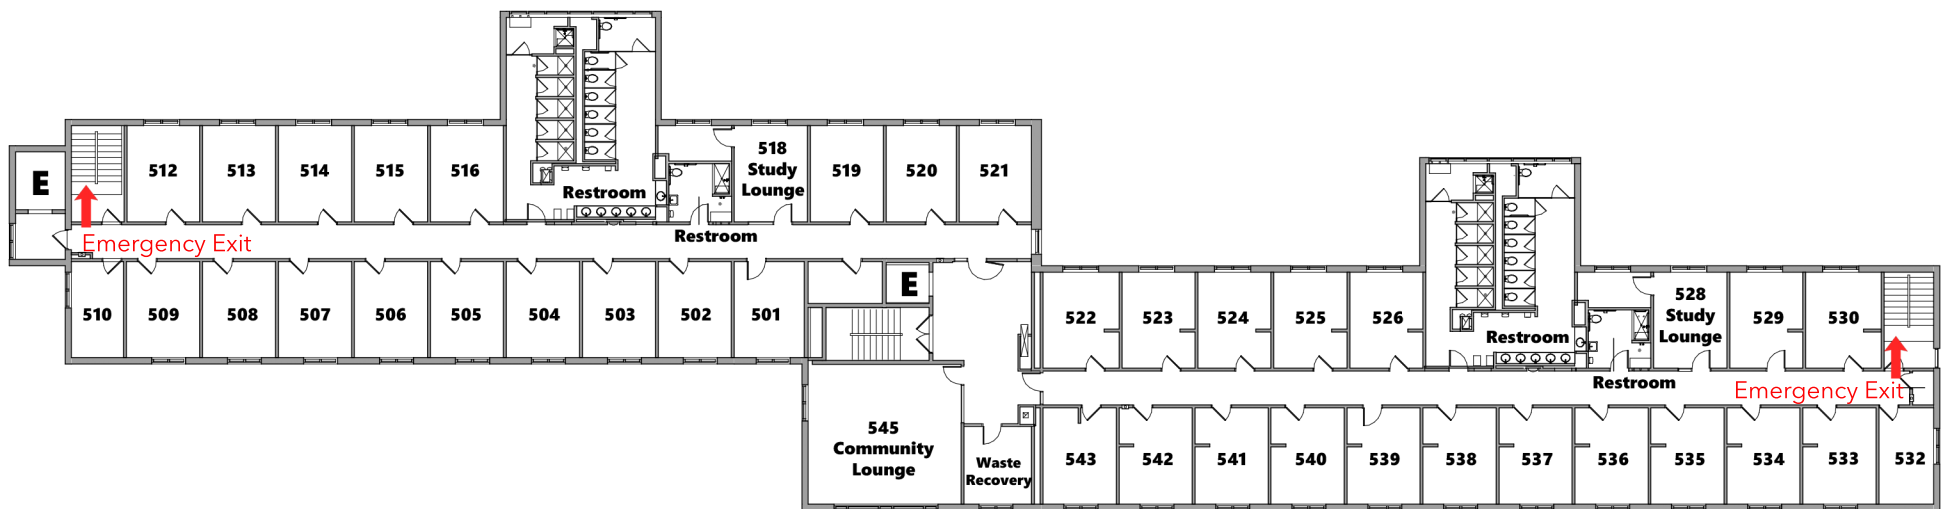 512
513
514
515
516
Restroom
518
Study
Lounge
519
520
521
E
Emergency Exit
Restroom
510
509
508
507
506
505
504
503
502
501
E
522
523
524
525
526
Restroom
528
Study
Lounge
529
530
Restroom
Emergency Exit
545
Community
Lounge
Waste
Recovery
543
542
541
540
539
538
537
536
535
534
533
532